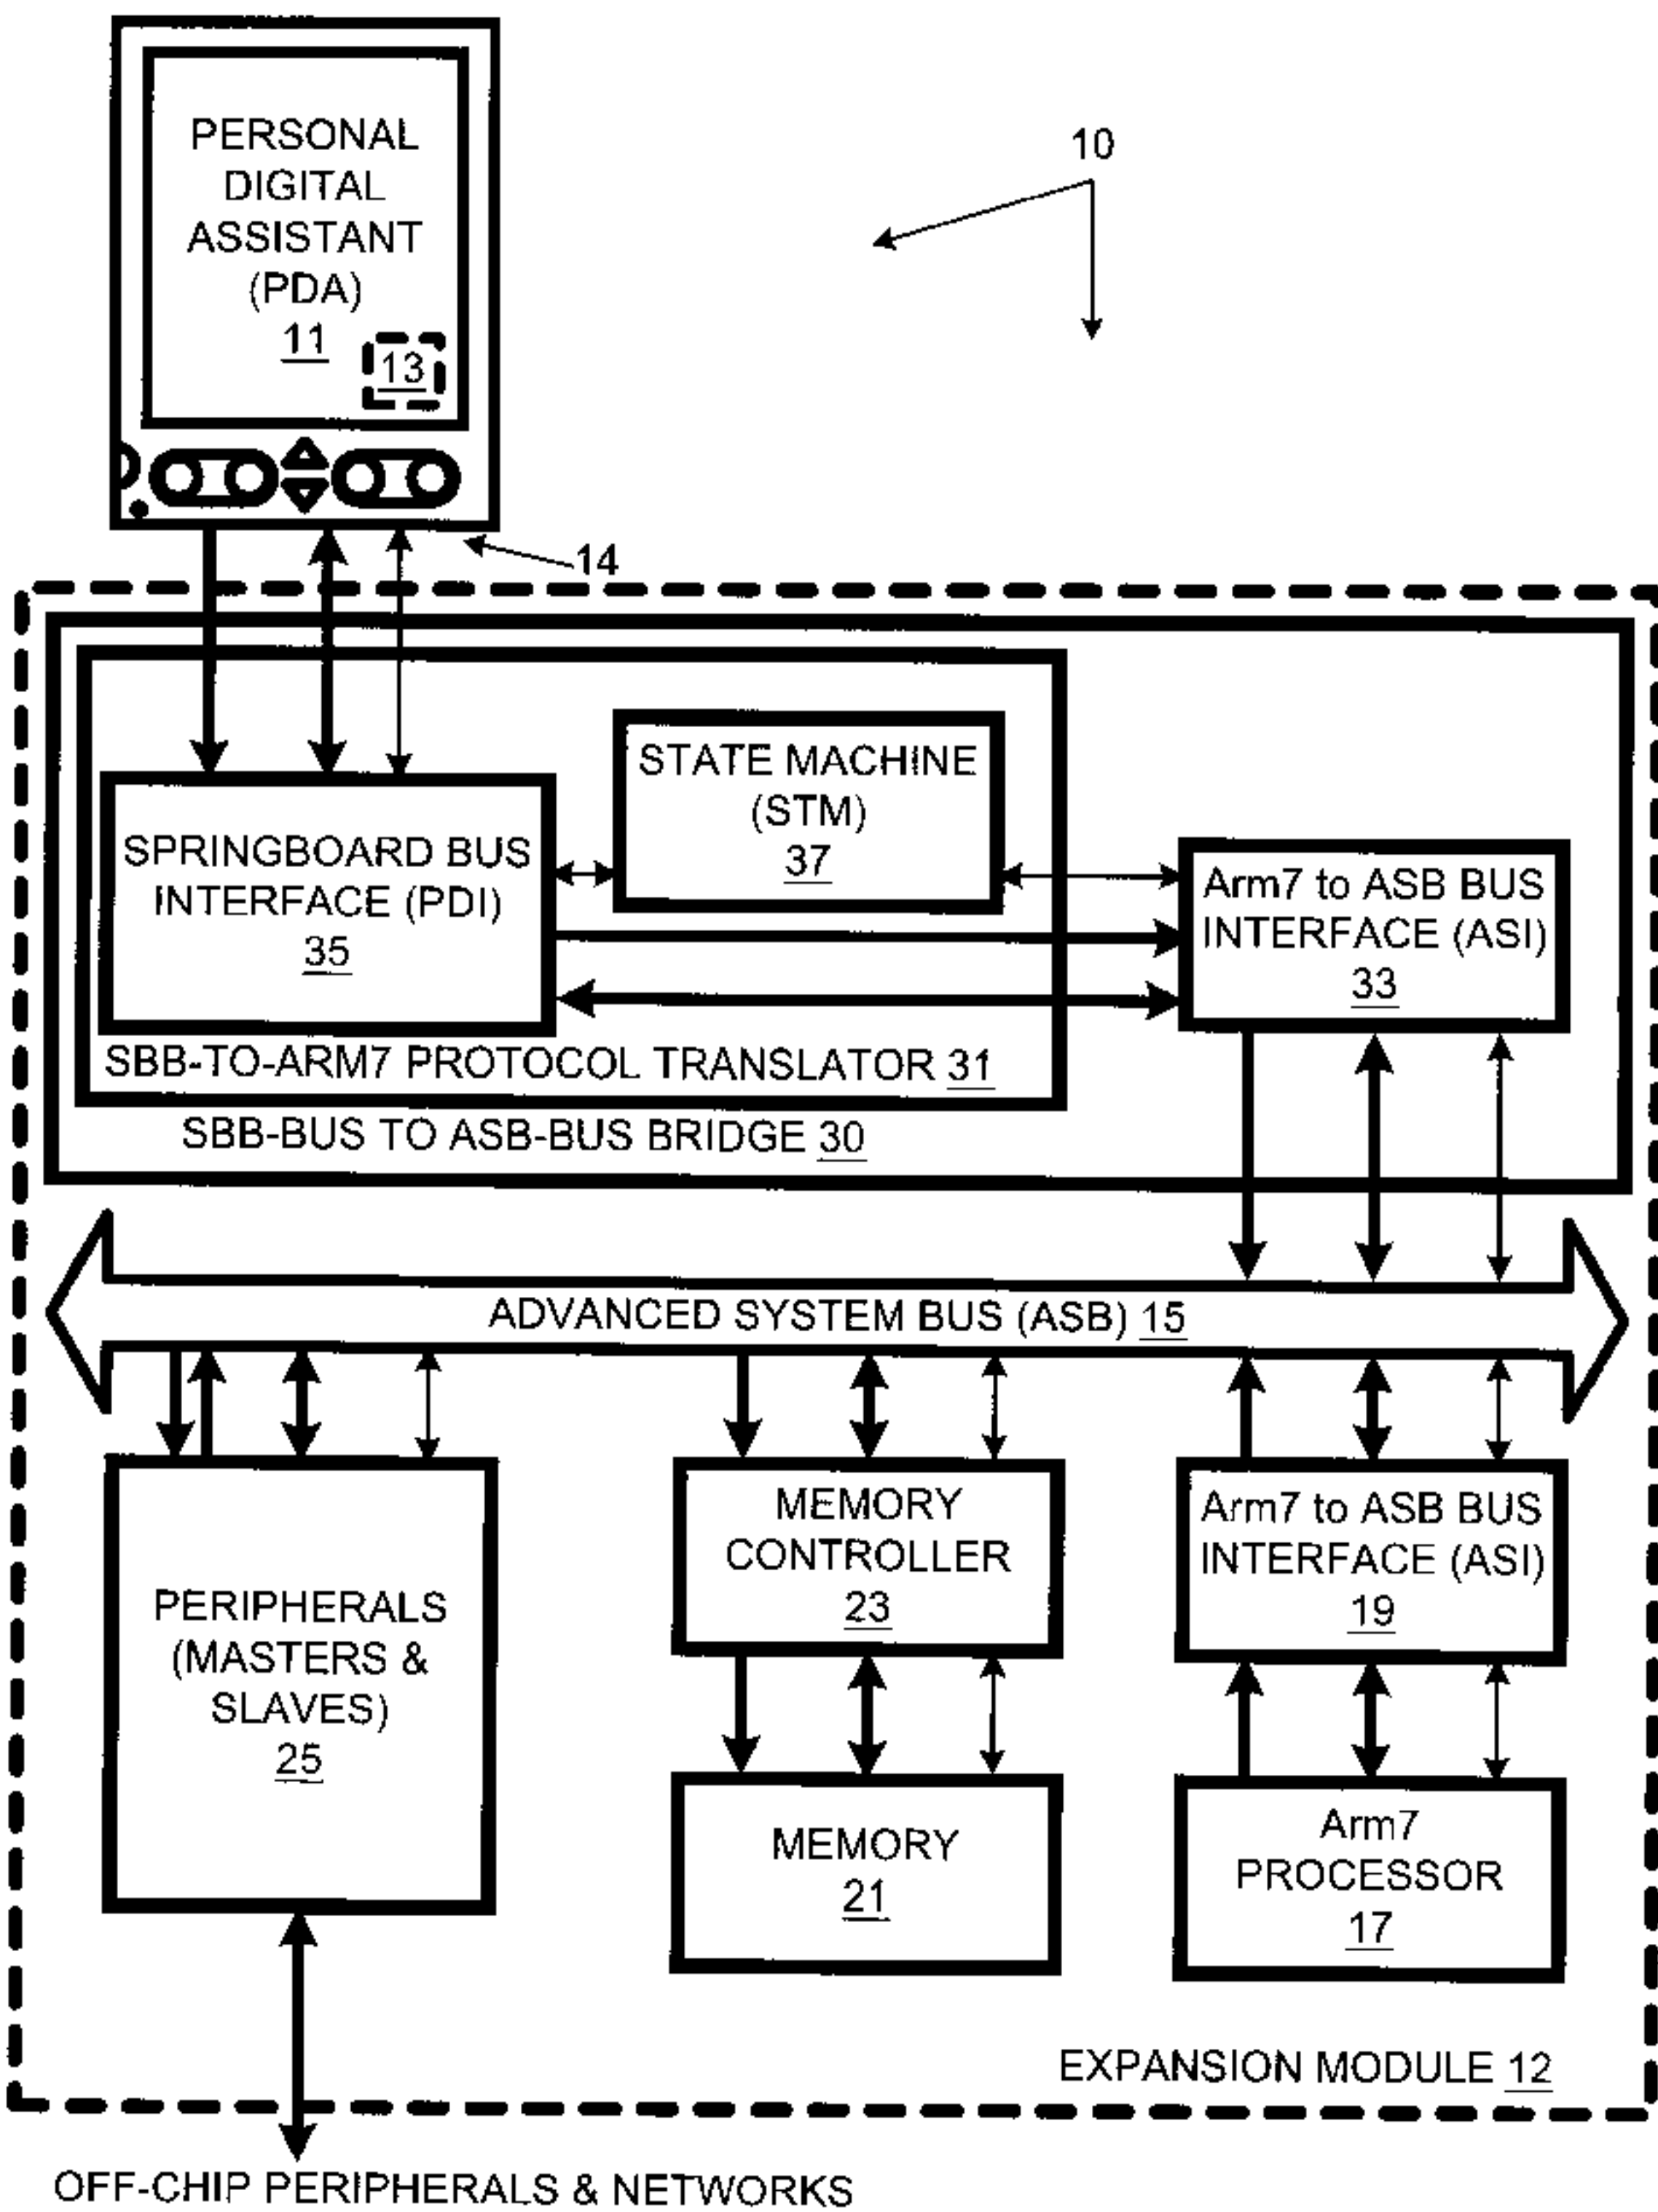 PERSONAL
DIGITAL
ASSISTANT
(PDA)
11
13
10
14
STATE MACHINE
(STM)
37
SPRINGBOARD BUS
INTERFACE (PDI)
35
Arm7 to ASB BUS
INTERFACE (ASI)
33
SBB-TO-ARM7 PROTOCOL TRANSLATOR 31
SBB-BUS TO ASB-BUS BRIDGE 30
ADVANCED SYSTEM BUS (ASB) 15
PERIPHERALS
(MASTERS &
SLAVES)
25
MEMORY
CONTROLLER
23
Arm7 to ASB BUS
INTERFACE (ASI)
19
MEMORY
21
Arm7
PROCESSOR
17
EXPANSION MODULE 12
OFF-CHIP PERIPHERALS & NETWORKS